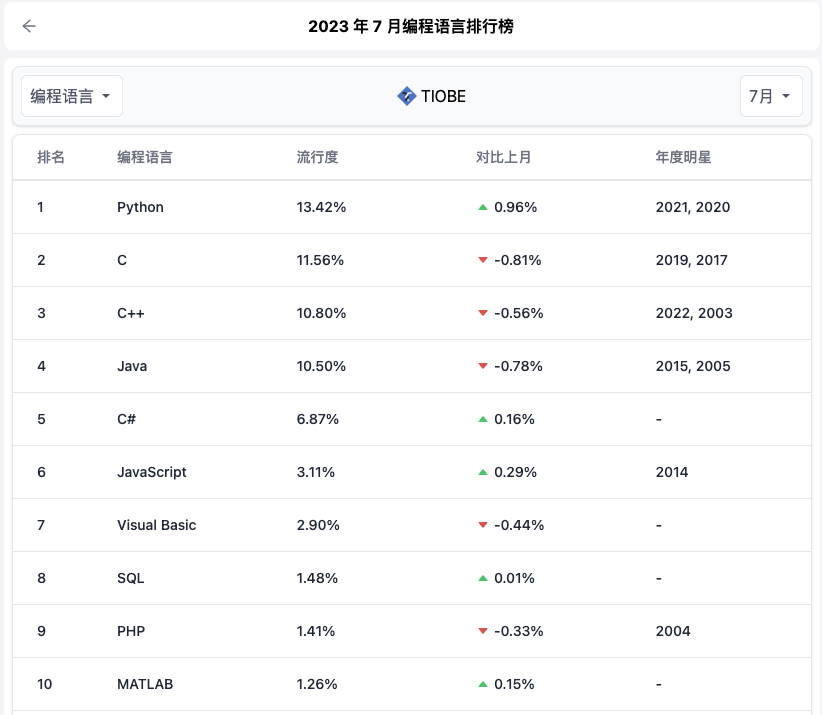 2023 年 7 月编程语言排行榜
编程语言 TIOBE 7月
排名 编程语言 流行度 对比上月 年度明星
1 Python 13.42% 0.96% 2021, 2020
2 C 11.56% -0.81% 2019, 2017
3 C++ 10.80% -0.56% 2022, 2003
4 Java 10.50% -0.78% 2015, 2005
5 C# 6.87% 0.16% -
6 JavaScript 3.11% 0.29% 2014
7 Visual Basic 2.90% -0.44% -
8 SQL 1.48% 0.01% -
9 PHP 1.41% -0.33% 2004
10 MATLAB 1.26% 0.15% -